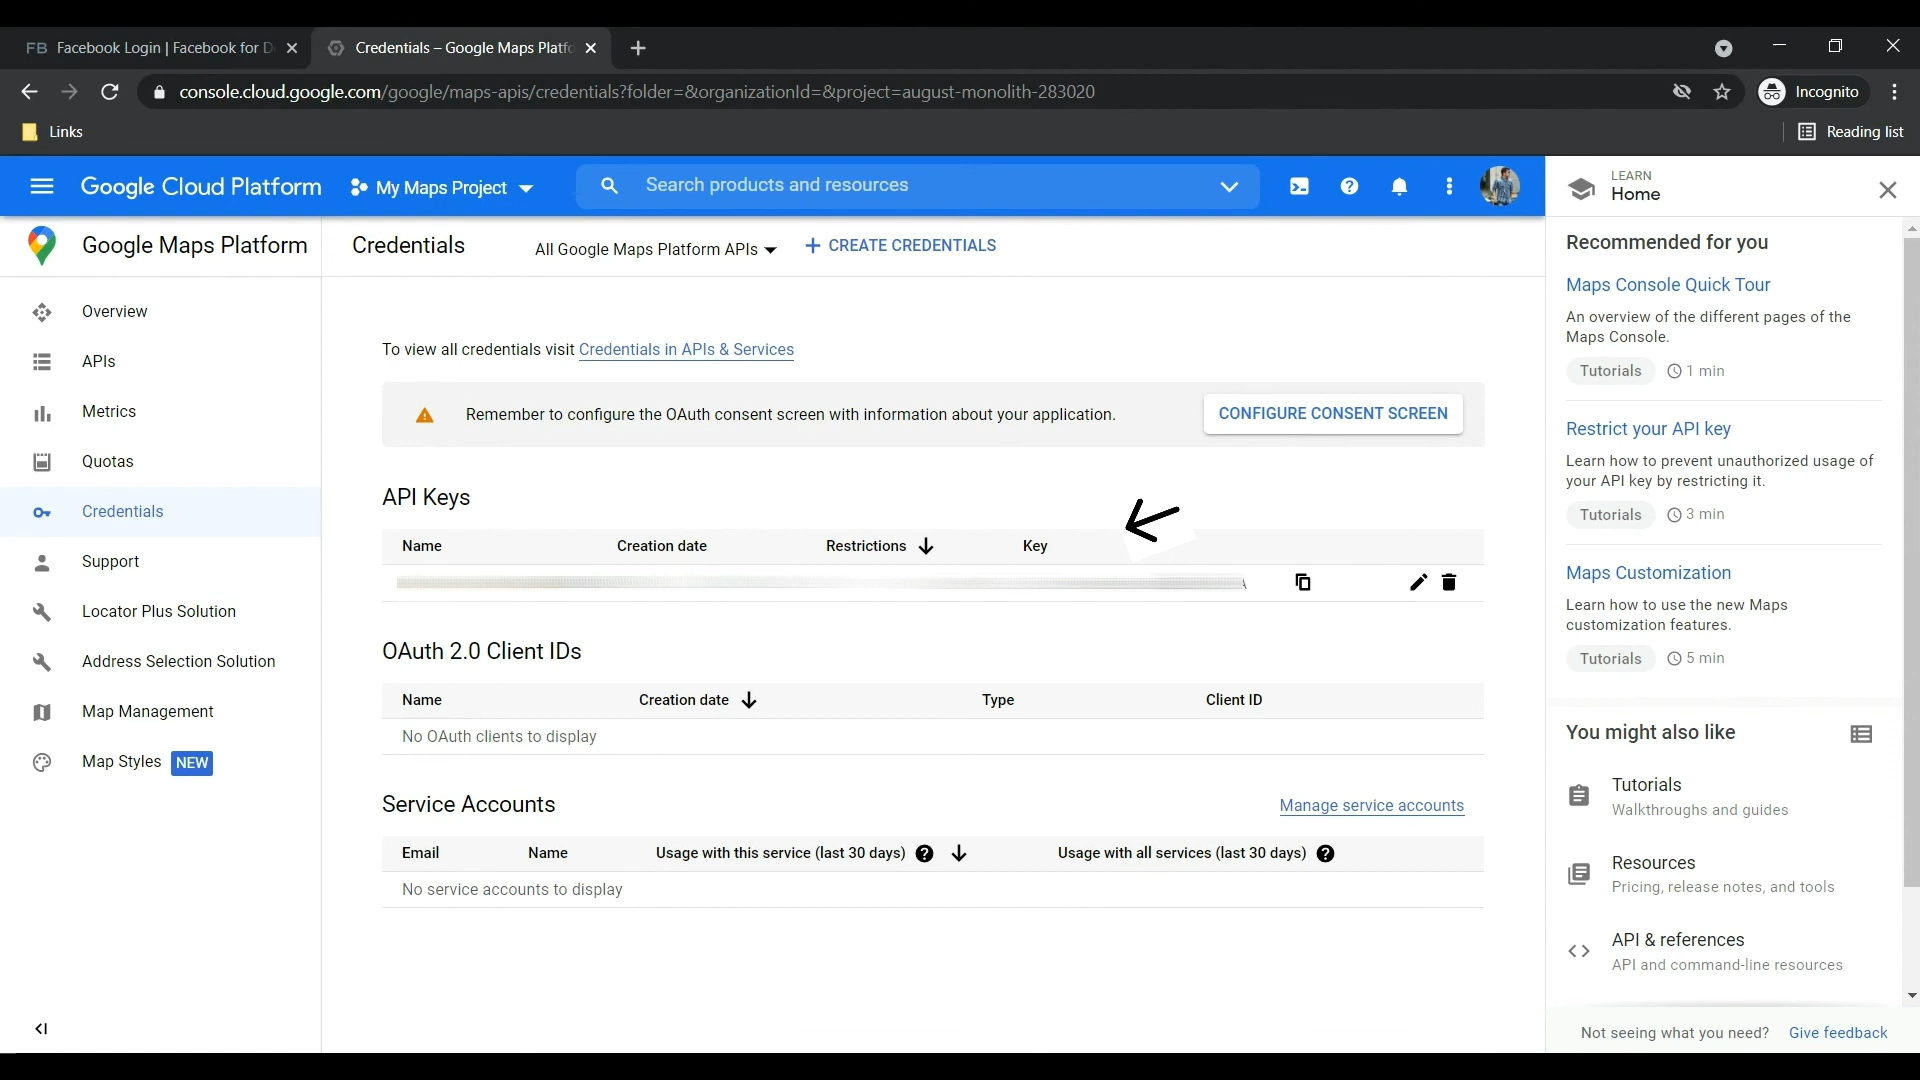 FB Facebook Login | Facebook for D
Credentials – Google Maps Platfo
console.cloud.google.com/google/maps-apis/credentials?folder=&organizationId=&project=august-monolith-283020
Incognito
Links
Reading list
Google Cloud Platform
My Maps Project
Search products and resources
LEARN
Home
Google Maps Platform
Credentials
All Google Maps Platform APIs
+ CREATE CREDENTIALS
Overview
APIs
Metrics
Quotas
Credentials
Support
Locator Plus Solution
Address Selection Solution
Map Management
Map Styles NEW
To view all credentials visit Credentials in APIs & Services
Remember to configure the OAuth consent screen with information about your application.
CONFIGURE CONSENT SCREEN
API Keys
Name Creation date Restrictions Key
OAuth 2.0 Client IDs
Name Creation date Type Client ID
No OAuth clients to display
Service Accounts
Manage service accounts
Email Name Usage with this service (last 30 days) Usage with all services (last 30 days)
No service accounts to display
Recommended for you
Maps Console Quick Tour
An overview of the different pages of the
Maps Console.
Tutorials 1 min
Restrict your API key
Learn how to prevent unauthorized usage of
your API key by restricting it.
Tutorials 3 min
Maps Customization
Learn how to use the new Maps
customization features.
Tutorials 5 min
You might also like
Tutorials
Walkthroughs and guides
Resources
Pricing, release notes, and tools
API & references
API and command-line resources
Not seeing what you need? Give feedback